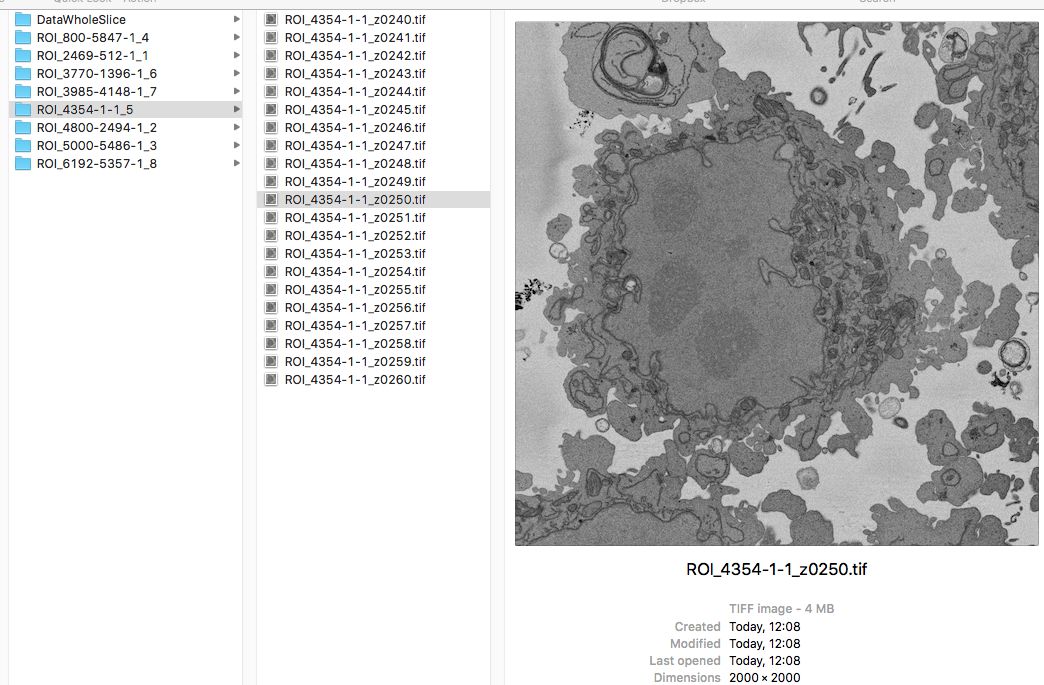 Quick Look
Action
Dropbox
Search
DataWholeSlice
ROI_800-5847-1_4
ROI_2469-512-1_1
ROI_3770-1396-1_6
ROI_3985-4148-1_7
ROI_4354-1-1_5
ROI_4800-2494-1_2
ROI_5000-5486-1_3
ROI_6192-5357-1_8
ROI_4354-1-1_z0240.tif
ROI_4354-1-1_z0241.tif
ROI_4354-1-1_z0242.tif
ROI_4354-1-1_z0243.tif
ROI_4354-1-1_z0244.tif
ROI_4354-1-1_z0245.tif
ROI_4354-1-1_z0246.tif
ROI_4354-1-1_z0247.tif
ROI_4354-1-1_z0248.tif
ROI_4354-1-1_z0249.tif
ROI_4354-1-1_z0250.tif
ROI_4354-1-1_z0251.tif
ROI_4354-1-1_z0252.tif
ROI_4354-1-1_z0253.tif
ROI_4354-1-1_z0254.tif
ROI_4354-1-1_z0255.tif
ROI_4354-1-1_z0256.tif
ROI_4354-1-1_z0257.tif
ROI_4354-1-1_z0258.tif
ROI_4354-1-1_z0259.tif
ROI_4354-1-1_z0260.tif
ROI_4354-1-1_z0250.tif
TIFF image - 4 MB
Created Today, 12:08
Modified Today, 12:08
Last opened Today, 12:08
Dimensions 2000 × 2000